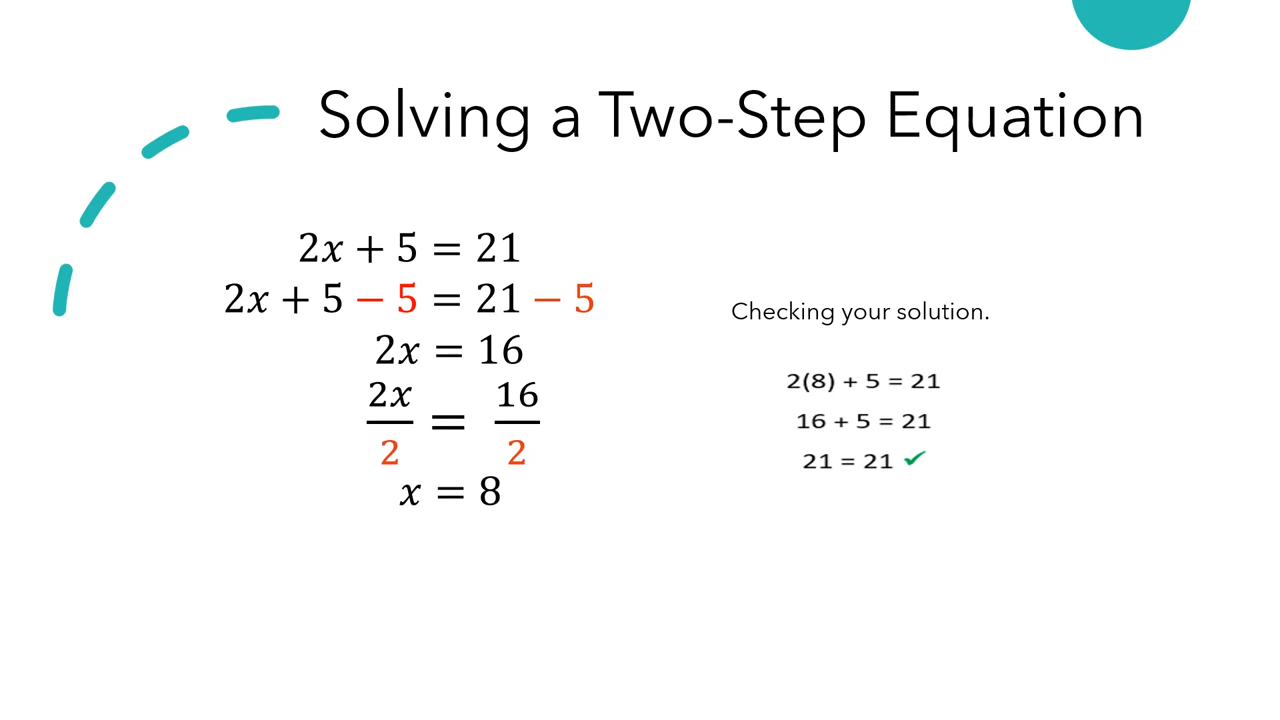 Solving a Two-Step Equation
2x + 5 = 21
2x + 5 − 5 = 21 − 5
2x = 16
2x/2 = 16/2
x = 8
Checking your solution.
2(8) + 5 = 21
16 + 5 = 21
21 = 21 ✓